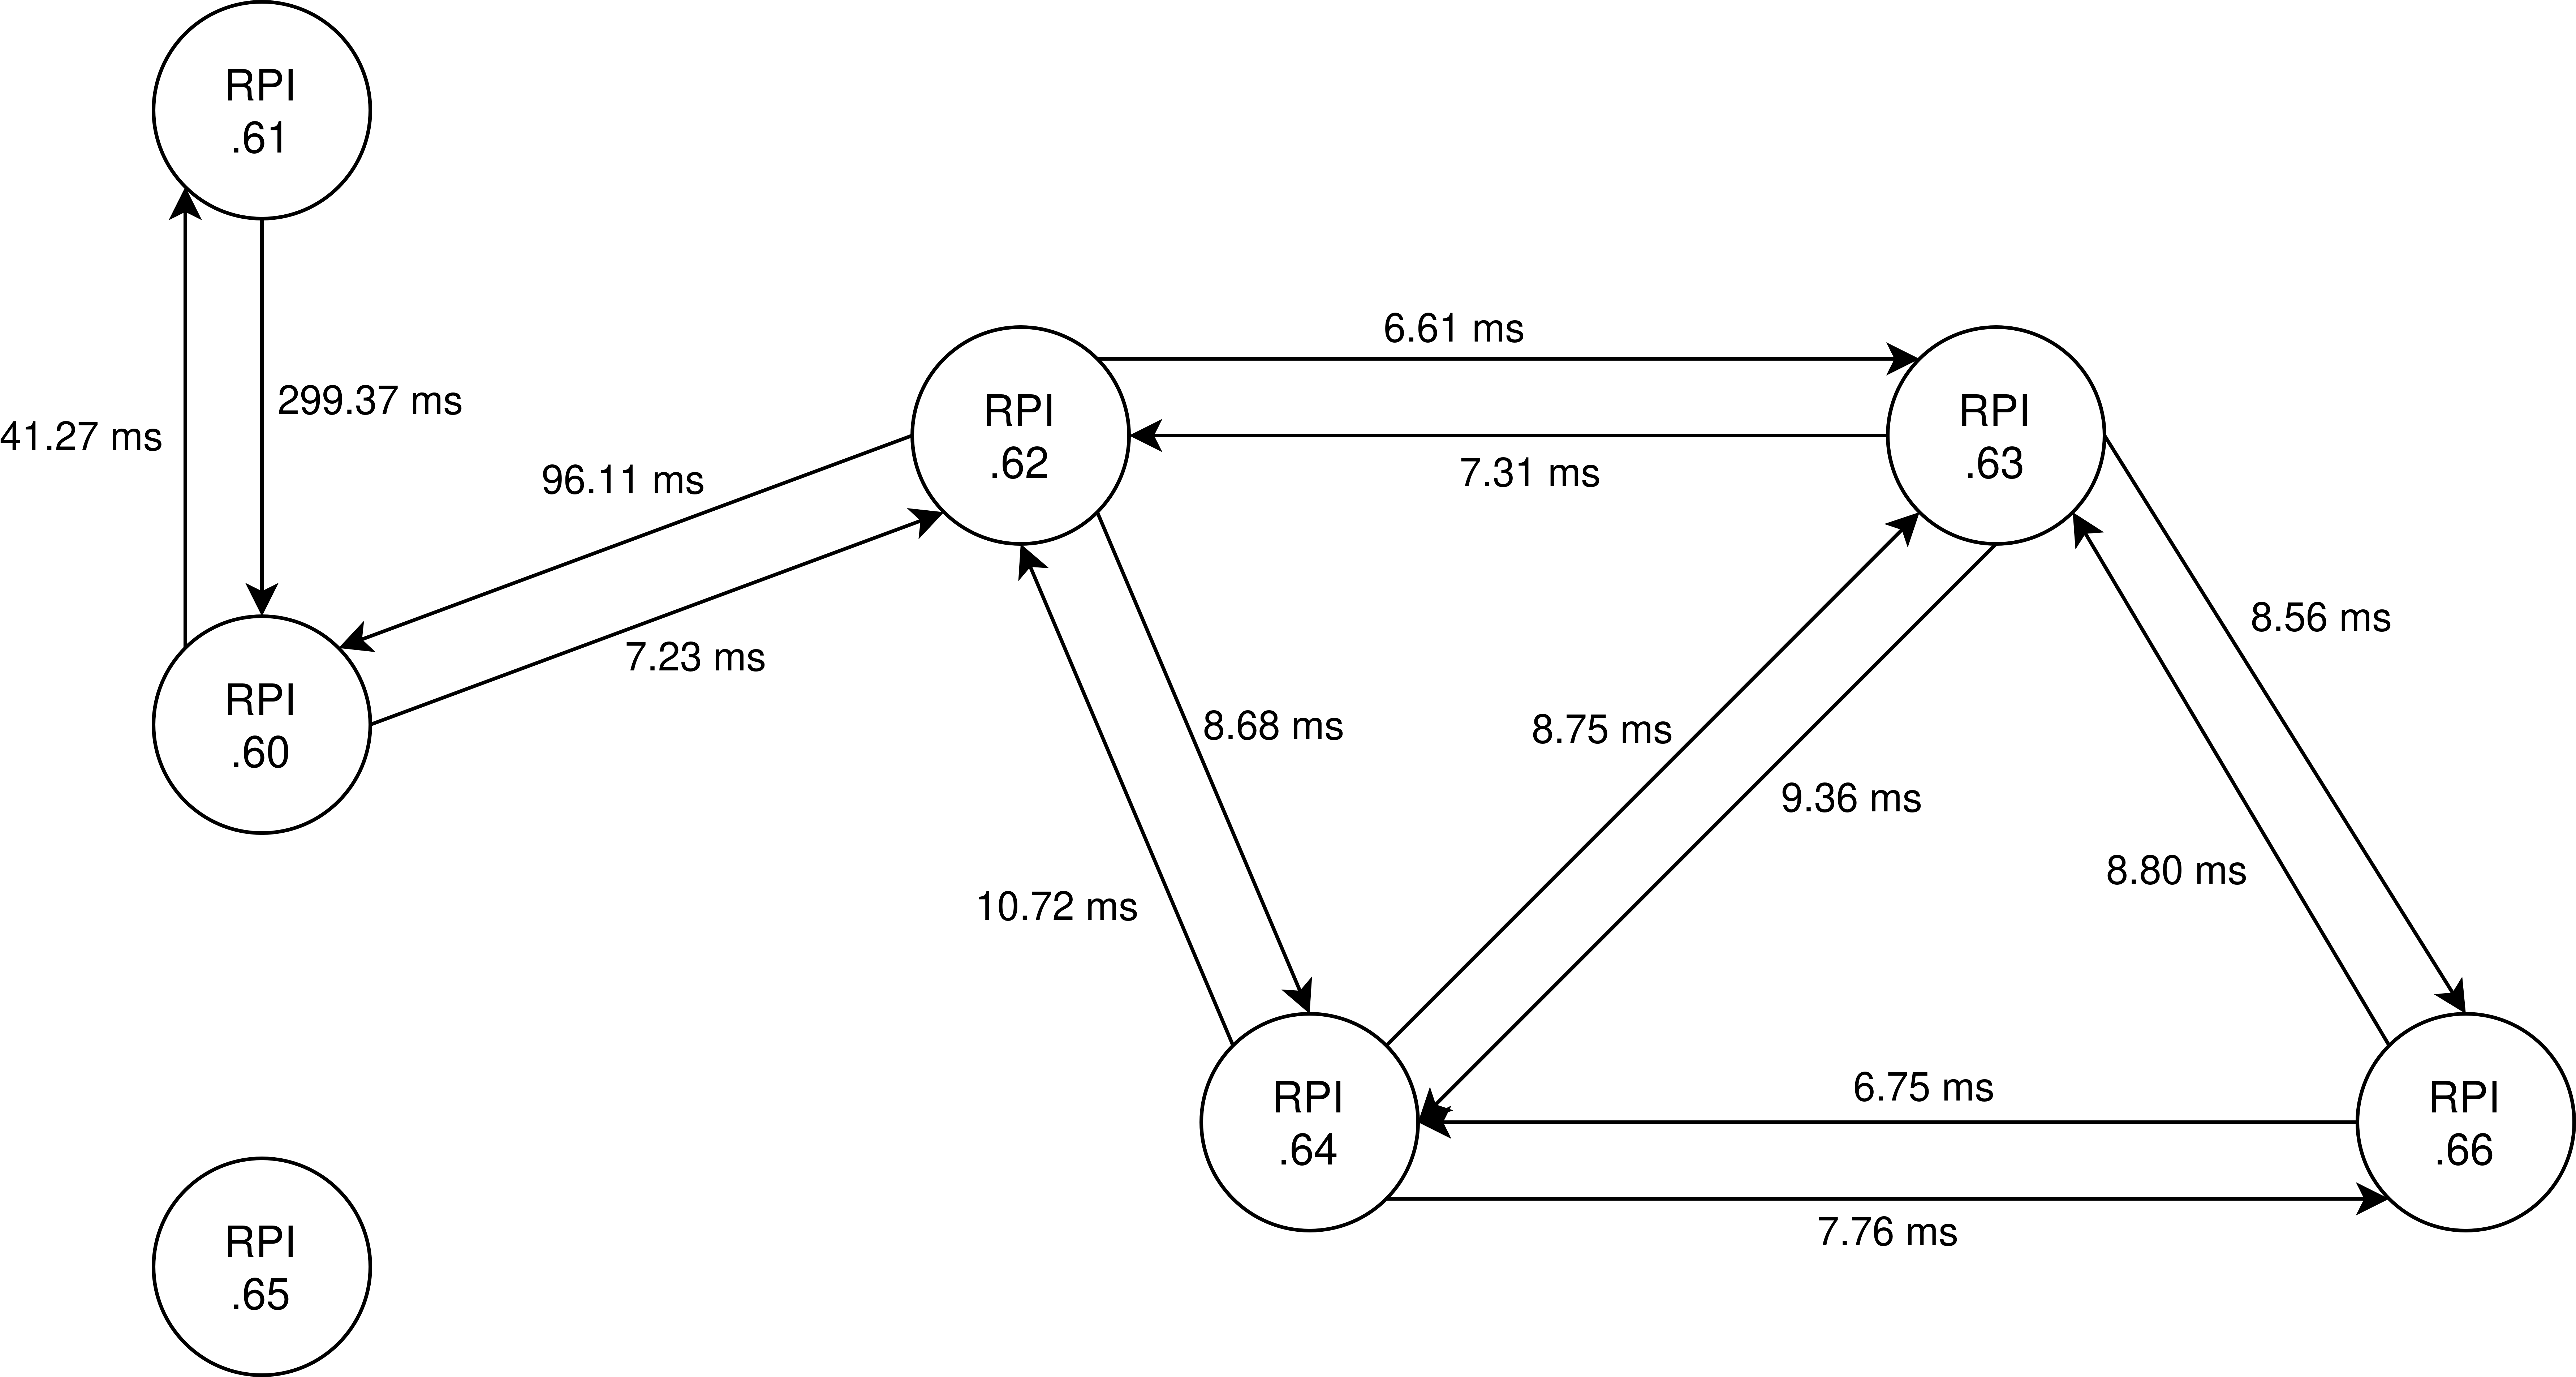 RPI
.61
41.27 ms
299.37 ms
RPI
.60
96.11 ms
7.23 ms
RPI
.62
6.61 ms
7.31 ms
RPI
.63
8.68 ms
10.72 ms
8.75 ms
9.36 ms
8.56 ms
8.80 ms
RPI
.64
6.75 ms
7.76 ms
RPI
.66
RPI
.65